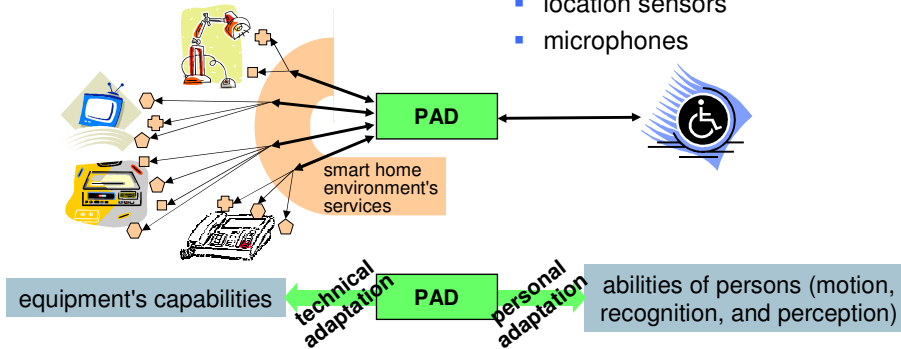 location sensors
microphones
PAD
smart home
environment's
services
equipment's capabilities
technical
adaptation
PAD
personal
adaptation
abilities of persons (motion,
recognition, and perception)